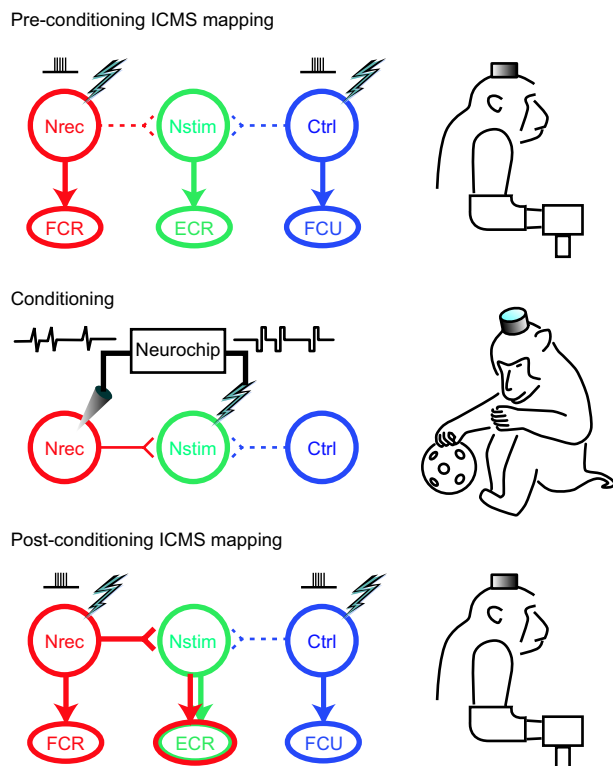 Pre-conditioning ICMS mapping
Nrec Nstim Ctrl
FCR ECR FCU
Conditioning
Neurochip
Nrec Nstim Ctrl
Post-conditioning ICMS mapping
Nrec Nstim Ctrl
FCR ECR FCU